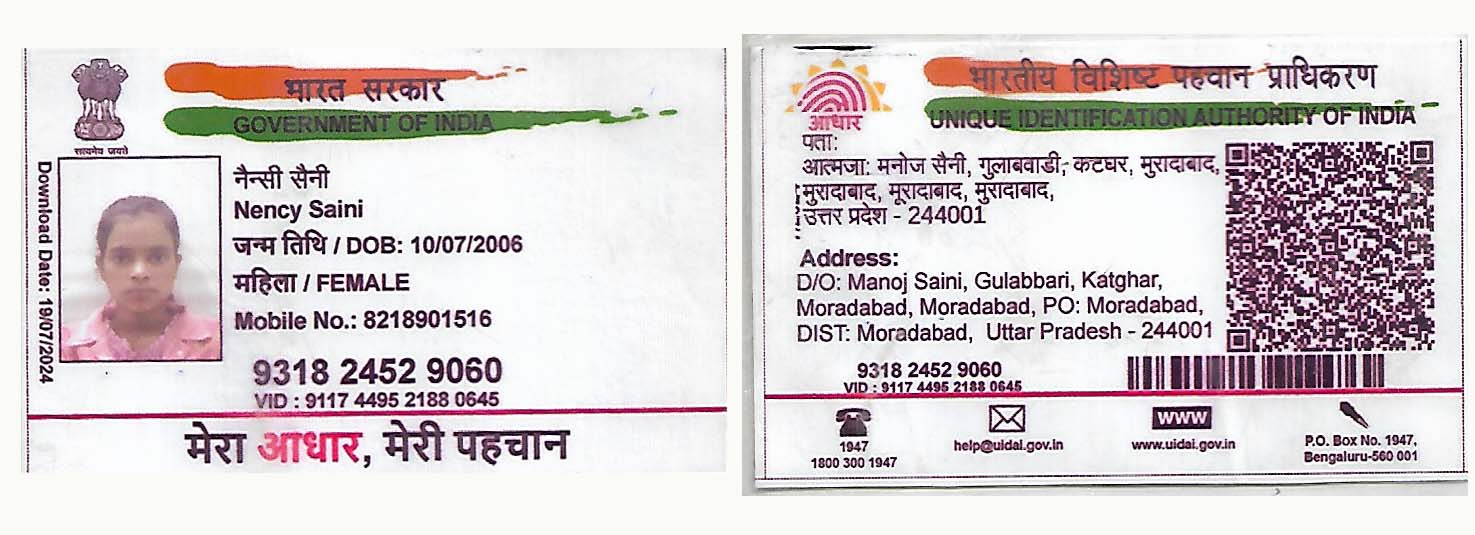 भारत सरकार
GOVERNMENT OF INDIA
सत्यमेव जयते
Download Date: 19/07/2024
नैन्सी सैनी
Nency Saini
जन्म तिथि / DOB: 10/07/2006
महिला / FEMALE
Mobile No.: 8218901516
9318 2452 9060
VID : 9117 4495 2188 0645
मेरा आधार, मेरी पहचान
भारतीय विशिष्ट पहचान प्राधिकरण
UNIQUE IDENTIFICATION AUTHORITY OF INDIA
आधार
पता:
आत्मजा: मनोज सैनी, गुलाबवाडी, कटघर, मुरादाबाद,
मुरादाबाद, मूरादाबाद, मुरादाबाद,
उत्तर प्रदेश - 244001
Address:
D/O: Manoj Saini, Gulabbari, Katghar,
Moradabad, Moradabad, PO: Moradabad,
DIST: Moradabad, Uttar Pradesh - 244001
9318 2452 9060
VID : 9117 4495 2188 0645
1947
1800 300 1947
help@uidai.gov.in
www
www.uidai.gov.in
P.O. Box No. 1947,
Bengaluru-560 001